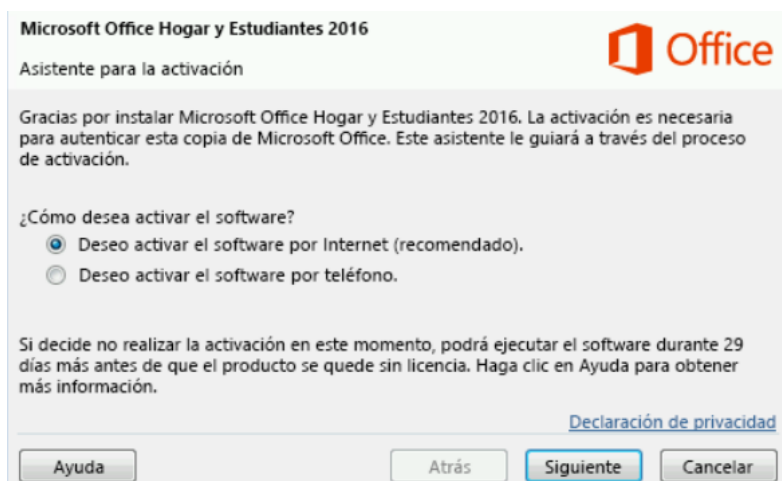 Microsoft Office Hogar y Estudiantes 2016
Office
Asistente para la activación
Gracias por instalar Microsoft Office Hogar y Estudiantes 2016. La activación es necesaria
para autenticar esta copia de Microsoft Office. Este asistente le guiará a través del proceso
de activación.
¿Cómo desea activar el software?
Deseo activar el software por Internet (recomendado).
Deseo activar el software por teléfono.
Si decide no realizar la activación en este momento, podrá ejecutar el software durante 29
días más antes de que el producto se quede sin licencia. Haga clic en Ayuda para obtener
más información.
Declaración de privacidad
Ayuda Atrás Siguiente Cancelar